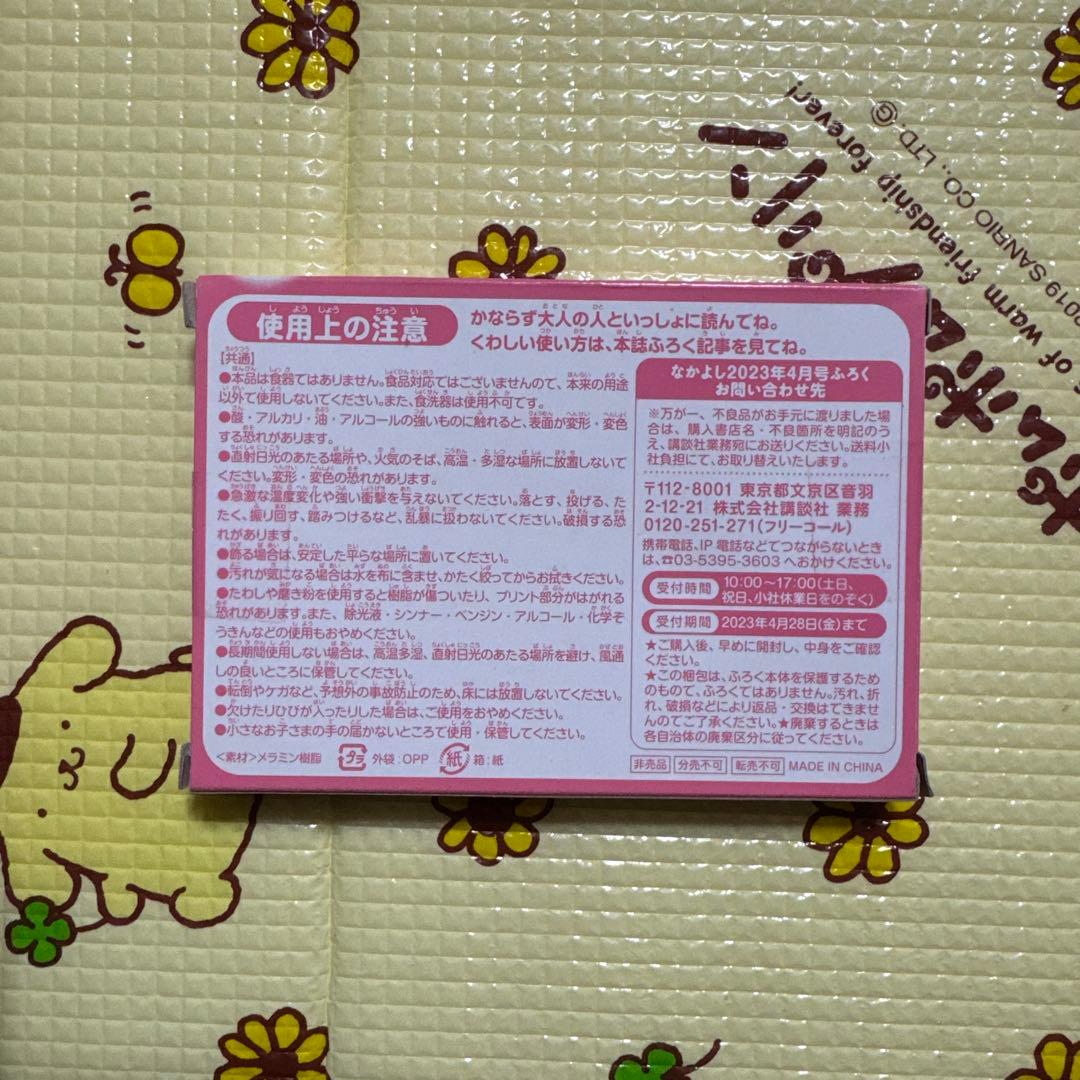 使用上の注意
かならず大人の人といっしょに読んでね。
くわしい使い方は、本誌ふろく記事を見てね。
【共通】
●本品は食器ではありません。食品対応ではございませんので、本来の用途
以外で使用しないでください。また、食洗器は使用不可です。
●酸・アルカリ・油・アルコールの強いものに触れると、表面が変形・変色
する恐れがあります。
●直射日光のあたる場所や、火気のそば、高温・多湿な場所に放置しないで
ください。変形・変色の恐れがあります。
●急激な温度変化や強い衝撃を与えないでください。落とす、投げる、た
たく、振り回す、踏みつけるなど、乱暴に扱わないでください。破損する恐
れがあります。
●飾る場合は、安定した平らな場所に置いてください。
●汚れが気になる場合は水を布に含ませ、かたく絞ってからお拭きください。
●たわしや磨き粉を使用すると樹脂が傷ついたり、プリント部分がはがれる
恐れがあります。また、除光液・シンナー・ベンジン・アルコール・化学ぞ
うきんなどの使用もおやめください。
●長期間使用しない場合は、高温多湿、直射日光のあたる場所を避け、風通
しの良いところに保管してください。
●転倒やケガなど、予想外の事故防止のため、床には放置しないでください。
●欠けたりひびが入ったりした場合は、ご使用をおやめください。
●小さなお子さまの手の届かないところで使用・保管してください。
<素材>メラミン樹脂 プラ 外袋:OPP 紙 箱:紙
なかよし2023年4月号ふろく
お問い合わせ先
※万が一、不良品がお手元に渡りました場
合は、購入書店名・不良箇所を明記のう
え、講談社業務宛にお送りください。送料小
社負担にて、お取り替えいたします。
〒112-8001 東京都文京区音羽
2-12-21 株式会社講談社 業務
0120-251-271(フリーコール)
携帯電話、IP電話などでつながらないとき
は、☎03-5395-3603へおかけください。
受付時間 10:00〜17:00(土日、
祝日、小社休業日をのぞく)
受付期間 2023年4月28日(金)まで
★ご購入後、早めに開封し、中身をご確認
ください。
★この梱包は、ふろく本体を保護するため
のもので、ふろくではありません。汚れ、折
れ、破損などにより返品・交換はできませ
んのでご了承ください。★廃棄するときは
各自治体の廃棄区分に従ってください。
非売品 分売不可 転売不可 MADE IN CHINA
of warm friendship forever!
©2019 SANRIO CO., LTD. G